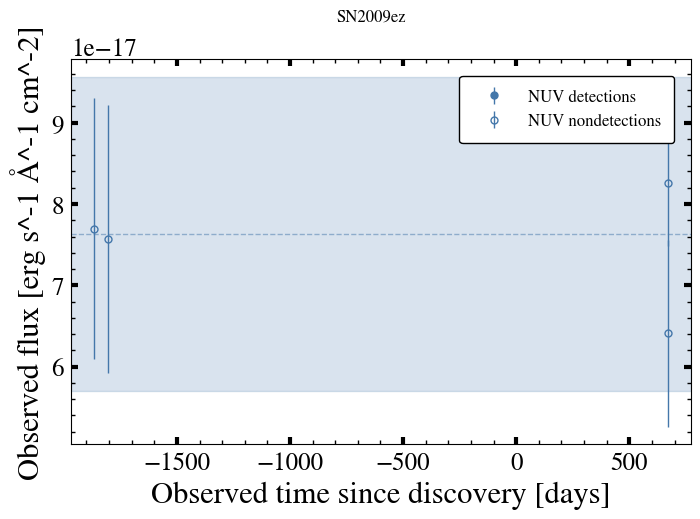 SN2009ez
1e−17
NUV detections
NUV nondetections
9
8
7
6
−1500 −1000 −500 0 500
Observed time since discovery [days]
Observed flux [erg s^-1 Å^-1 cm^-2]